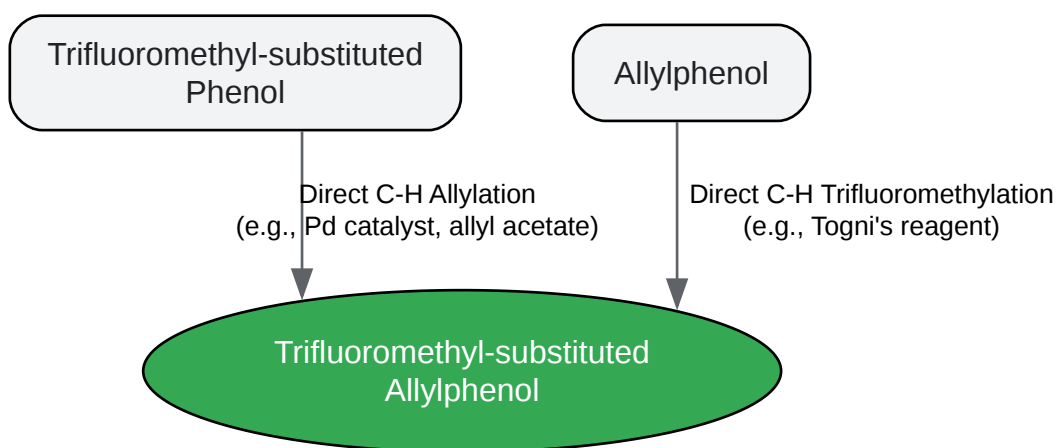 Trifluoromethyl-substituted
Phenol
Allylphenol
Direct C-H Allylation
(e.g., Pd catalyst, allyl acetate)
Direct C-H Trifluoromethylation
(e.g., Togni's reagent)
Trifluoromethyl-substituted
Allylphenol